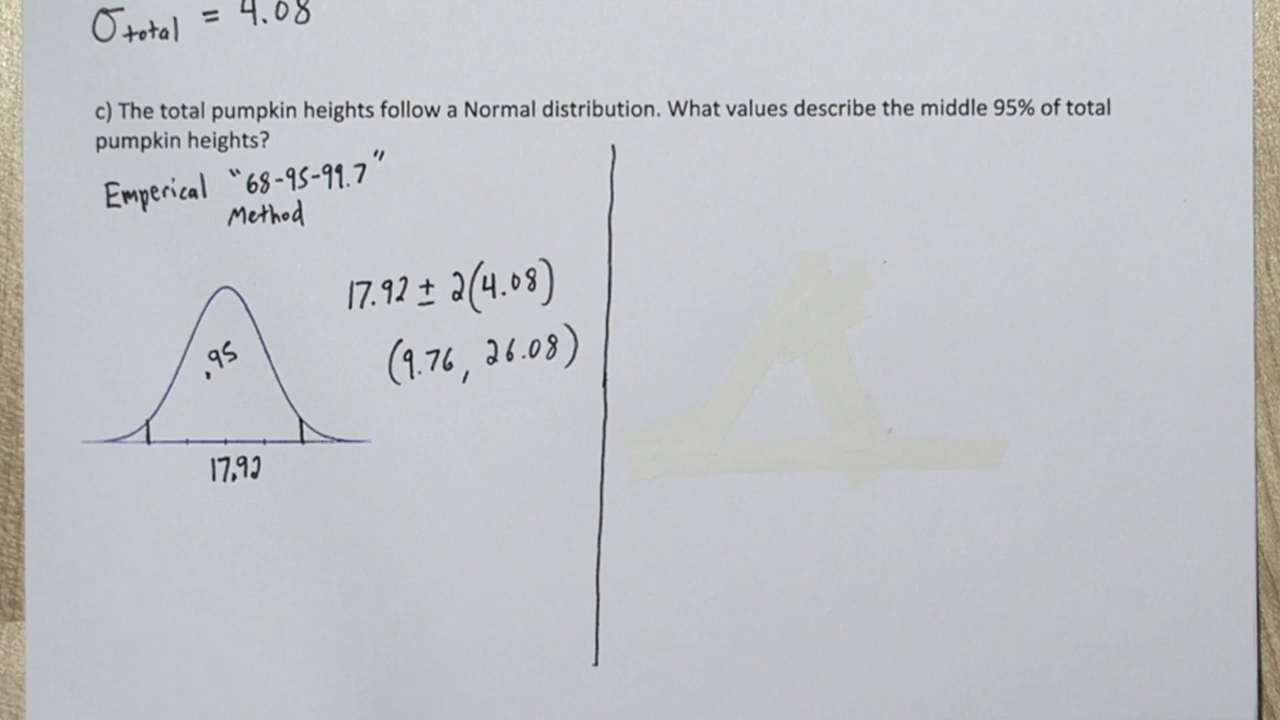 σtotal = 4.08
c) The total pumpkin heights follow a Normal distribution. What values describe the middle 95% of total
pumpkin heights?
Emperical "68-95-99.7"
Method
17.92 ± 2(4.08)
(9.76, 26.08)
.95
17.92